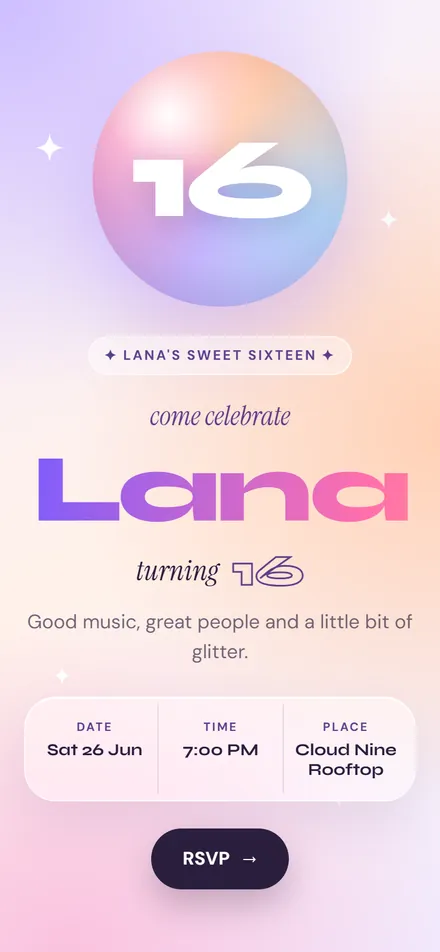 16
✦ LANA'S SWEET SIXTEEN ✦
come celebrate
Lana
turning 16
Good music, great people and a little bit of
glitter.
DATE
Sat 26 Jun
TIME
7:00 PM
PLACE
Cloud Nine
Rooftop
RSVP →